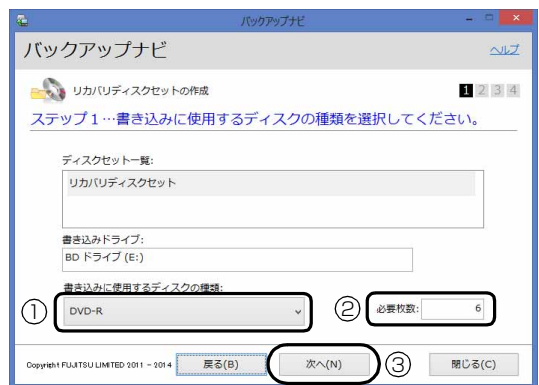 バックアップナビ
バックアップナビ ヘルプ
リカバリディスクセットの作成 1 2 3 4
ステップ1…書き込みに使用するディスクの種類を選択してください。
ディスクセット一覧:
リカバリディスクセット
書き込みドライブ:
BD ドライブ (E:)
書き込みに使用するディスクの種類:
① DVD-R ② 必要枚数: 6
Copyright FUJITSU LIMITED 2011 - 2014 戻る(B) 次へ(N) ③ 閉じる(C)